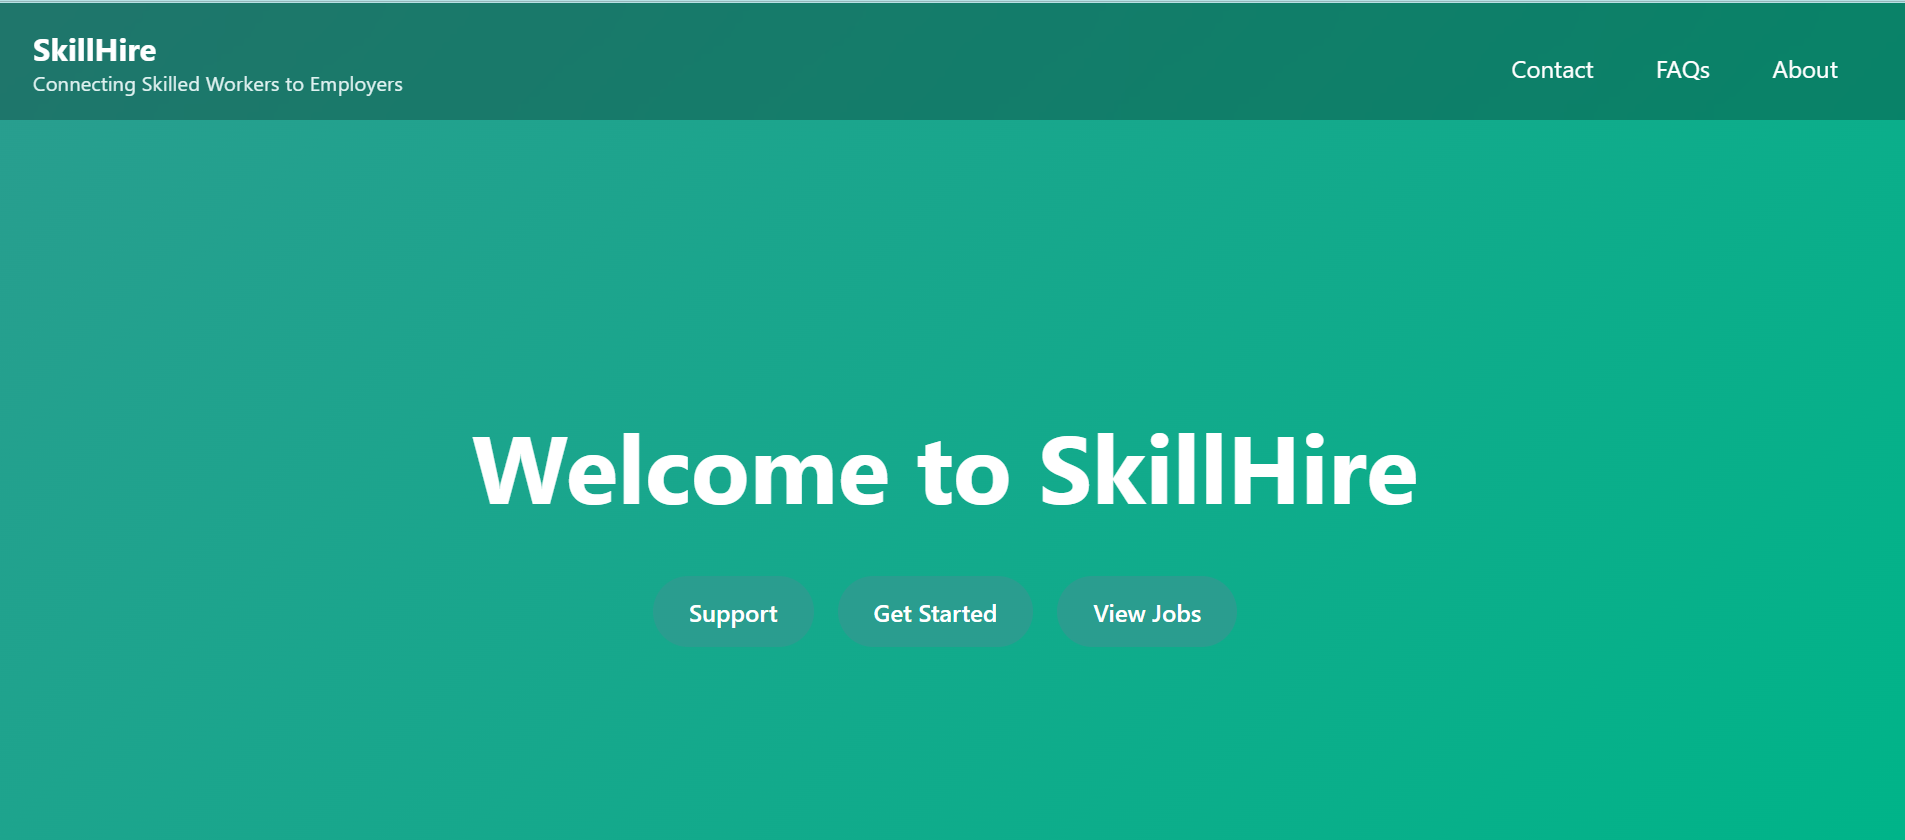 SkillHire
Connecting Skilled Workers to Employers
Contact FAQs About
Welcome to SkillHire
Support Get Started View Jobs